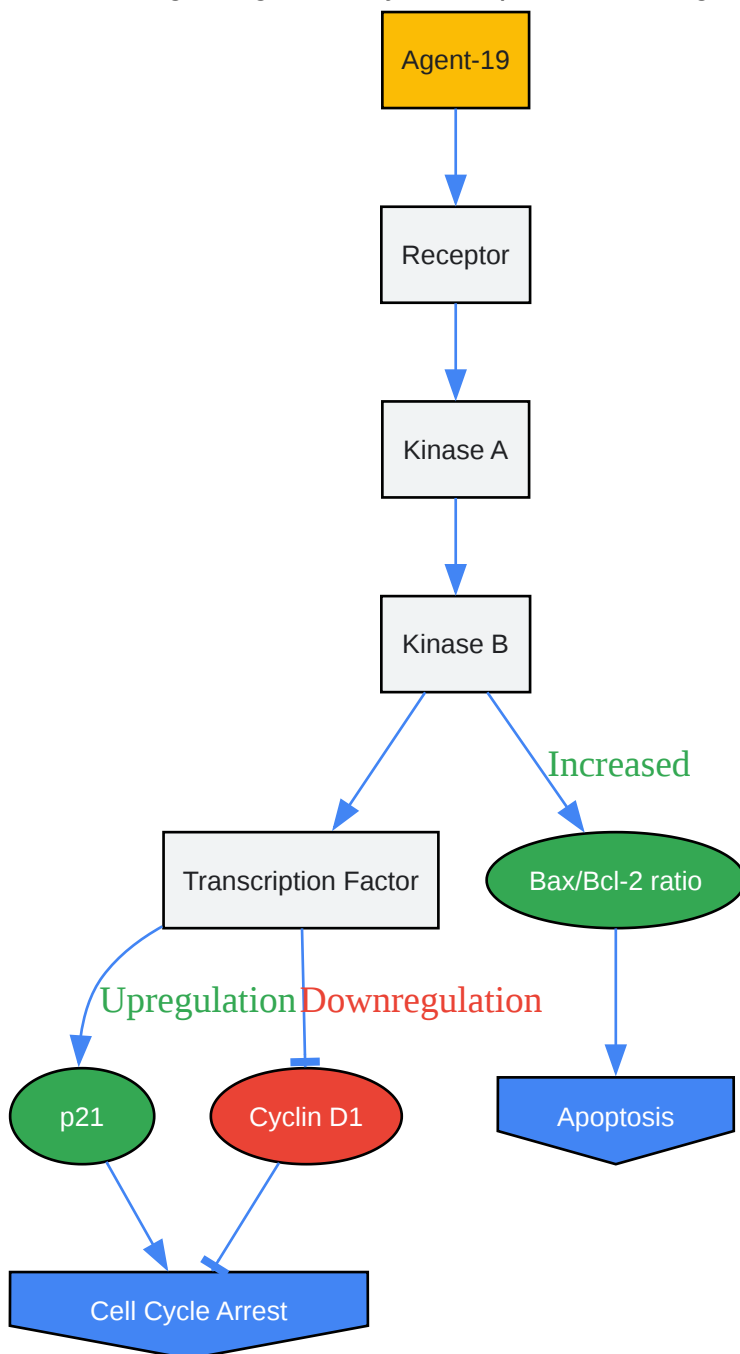 Agent-19
Receptor
Kinase A
Kinase B
Increased
Transcription Factor
Bax/Bcl-2 ratio
Upregulation
Downregulation
p21
Cyclin D1
Apoptosis
Cell Cycle Arrest